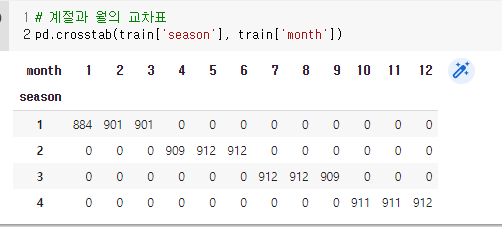 1 # 계절과 월의 교차표
2 pd.crosstab(train['season'], train['month'])
month 1 2 3 4 5 6 7 8 9 10 11 12
season
1 884 901 901 0 0 0 0 0 0 0 0 0
2 0 0 0 909 912 912 0 0 0 0 0 0
3 0 0 0 0 0 0 912 912 909 0 0 0
4 0 0 0 0 0 0 0 0 0 911 911 912